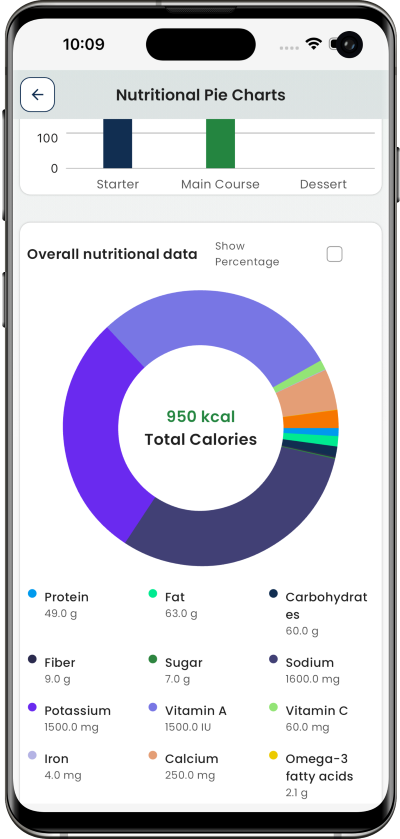 10:09
Nutritional Pie Charts
100
0
Starter Main Course Dessert
Overall nutritional data
Show
Percentage
950 kcal
Total Calories
Protein
49.0 g
Fat
63.0 g
Carbohydrat
es
60.0 g
Fiber
9.0 g
Sugar
7.0 g
Sodium
1600.0 mg
Potassium
1500.0 mg
Vitamin A
1500.0 IU
Vitamin C
60.0 mg
Iron
4.0 mg
Calcium
250.0 mg
Omega-3
fatty acids
2.1 g